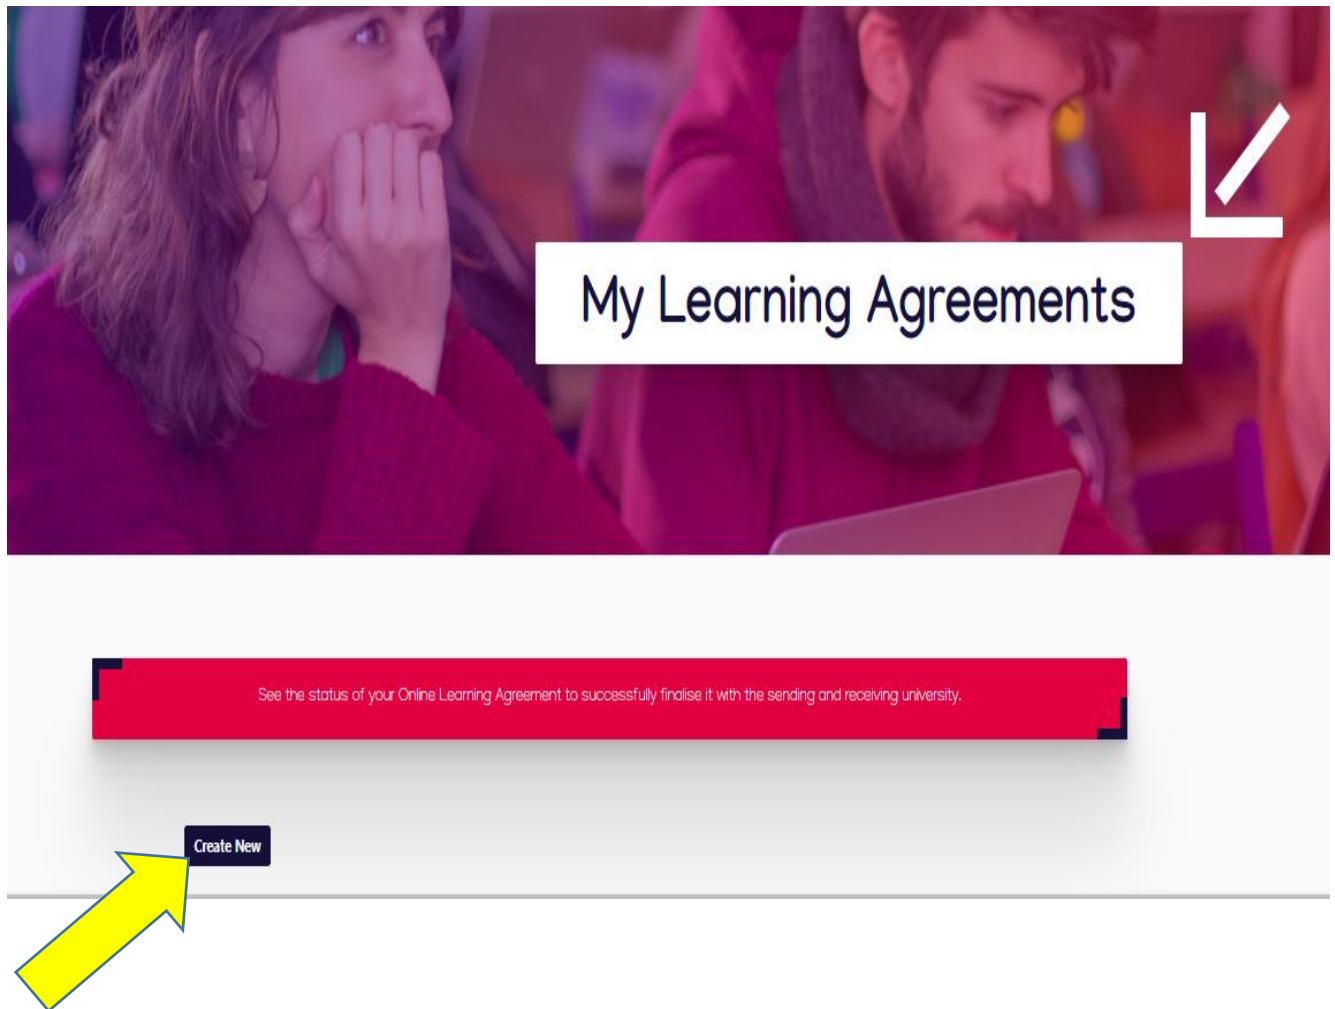 My Learning Agreements
See the status of your Online Learning Agreement to successfully finalise it with the sending and receiving university.
Create New